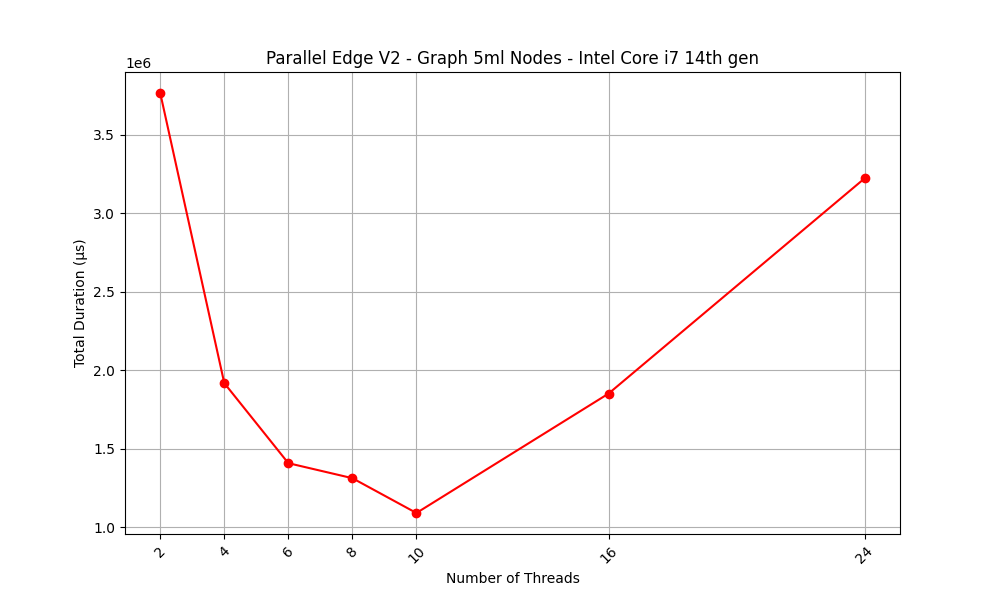 Parallel Edge V2 - Graph 5ml Nodes - Intel Core i7 14th gen
1e6
3.5
3.0
2.5
2.0
1.5
1.0
Total Duration (µs)
2 4 6 8 10 16 24
Number of Threads